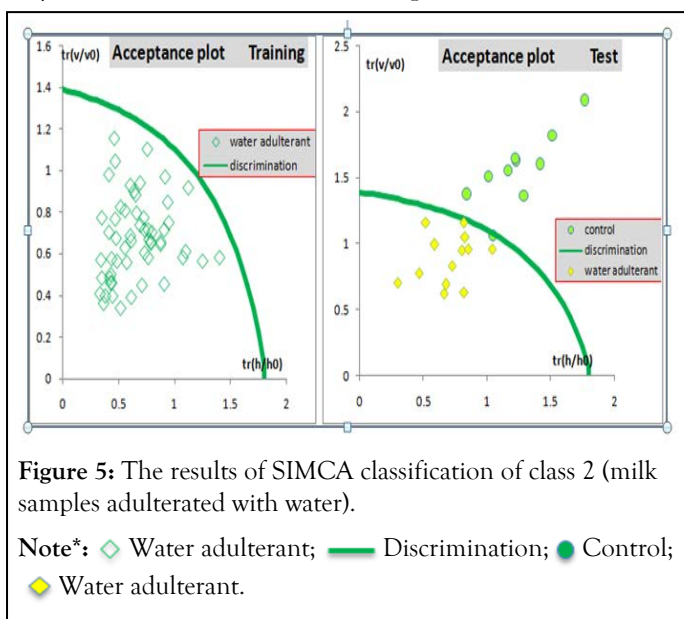 1.6
tr(v/v0)
Acceptance plot Training
1.4
1.2
water adulterant
discrimination
1
0.8
0.6
0.4
0.2
tr(h/h0)
0
0 0.5 1 1.5 2
2.5
tr(v/v0)
Acceptance plot Test
2
1.5
control
discrimination
water adulterant
1
0.5
tr(h/h0)
0
0 0.5 1 1.5 2
Figure 5: The results of SIMCA classification of class 2 (milk
samples adulterated with water).
Note*: Water adulterant; Discrimination; Control;
Water adulterant.